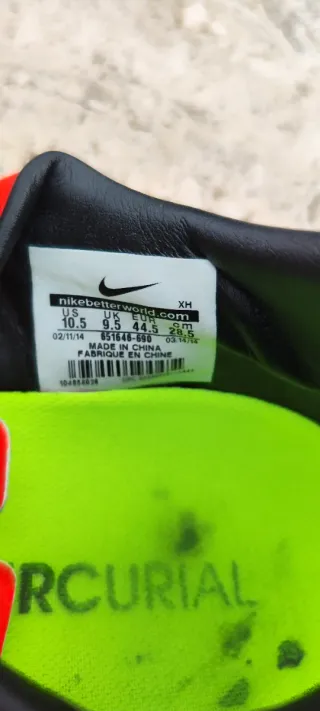 XH
nikebetterworld.com
US UK EUR cm
10.5 9.5 44.5 28.5
02/11/14 651646-690 03/14/14
MADE IN CHINA
FABRIQUE EN CHINE
RCURIAL